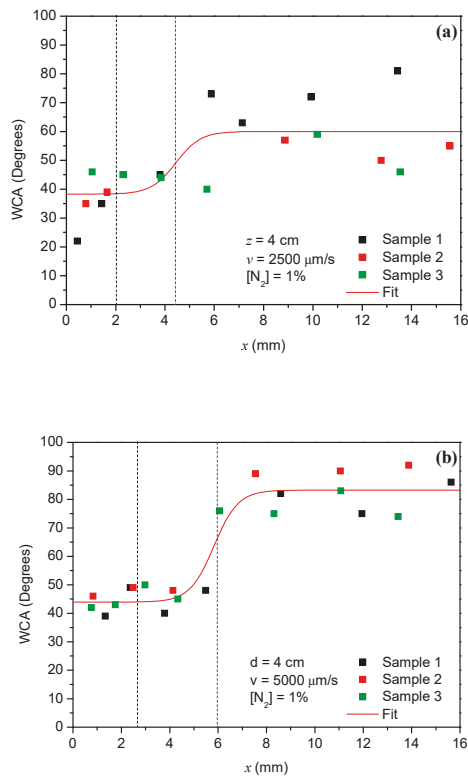 (a)
100
90
80
70
60
50
40
30
20
10
0
WCA (Degrees)
z = 4 cm
v = 2500 μm/s
[N₂] = 1%
Sample 1
Sample 2
Sample 3
Fit
0 2 4 6 8 10 12 14 16
x (mm)
(b)
100
90
80
70
60
50
40
30
20
10
0
WCA (Degrees)
d = 4 cm
v = 5000 μm/s
[N₂] = 1%
Sample 1
Sample 2
Sample 3
Fit
0 2 4 6 8 10 12 14 16
x (mm)